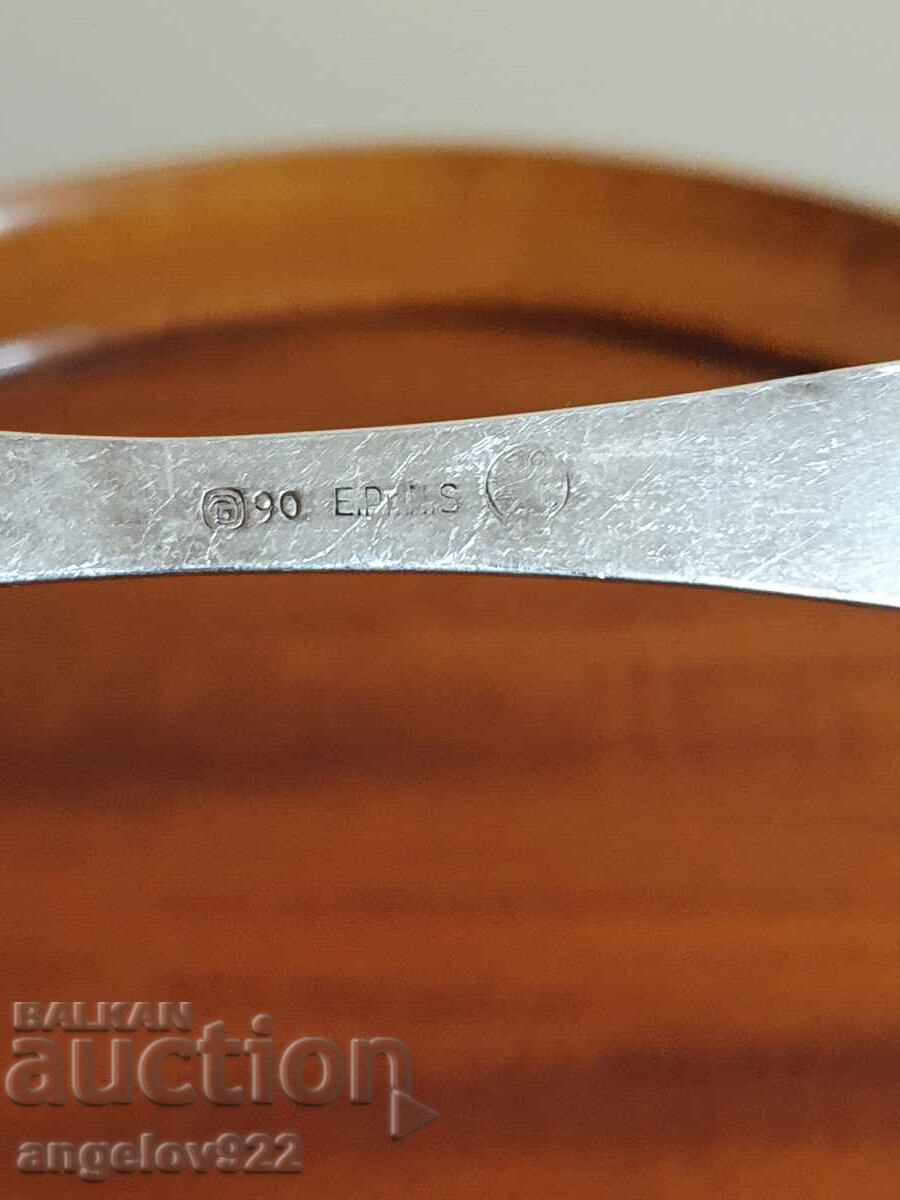 90 E.P.N.S
BALKAN
auction
angelov922